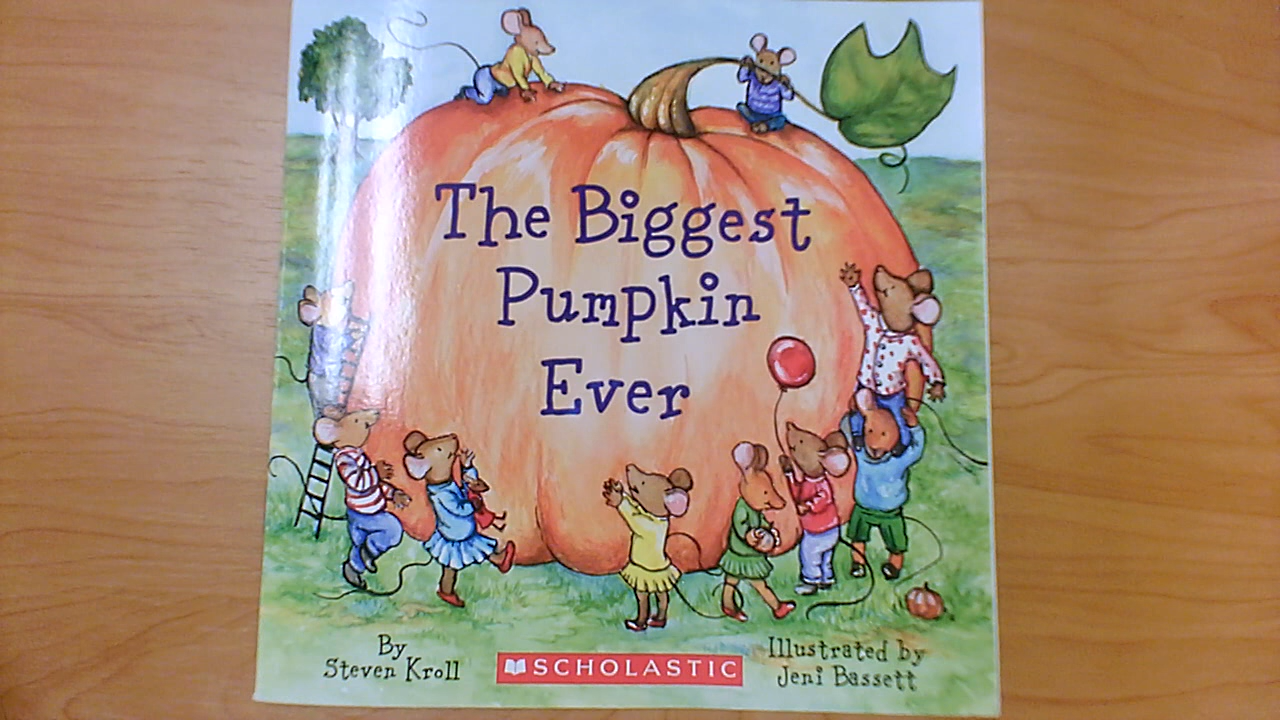 The Biggest
Pumpkin
Ever
By
Steven Kroll
SCHOLASTIC
Illustrated by
Jeni Bassett